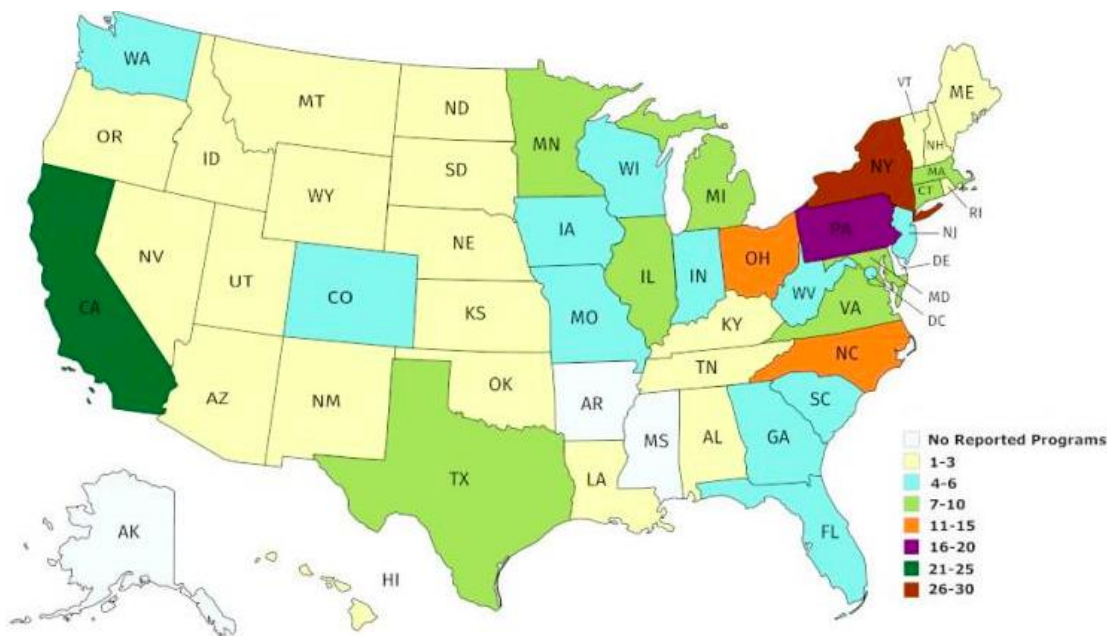 WA
MT
ND
MN
VT
ME
OR
ID
SD
WI
NY
NH
MA
CT
RI
WY
MI
NV
NE
IA
PA
NJ
UT
CO
IL
IN
OH
DE
CA
KS
MO
WV
MD
KY
VA
DC
AZ
NM
OK
TN
NC
AR
SC
MS
AL
GA
TX
LA
AK
HI
FL
No Reported Programs
1-3
4-6
7-10
11-15
16-20
21-25
26-30